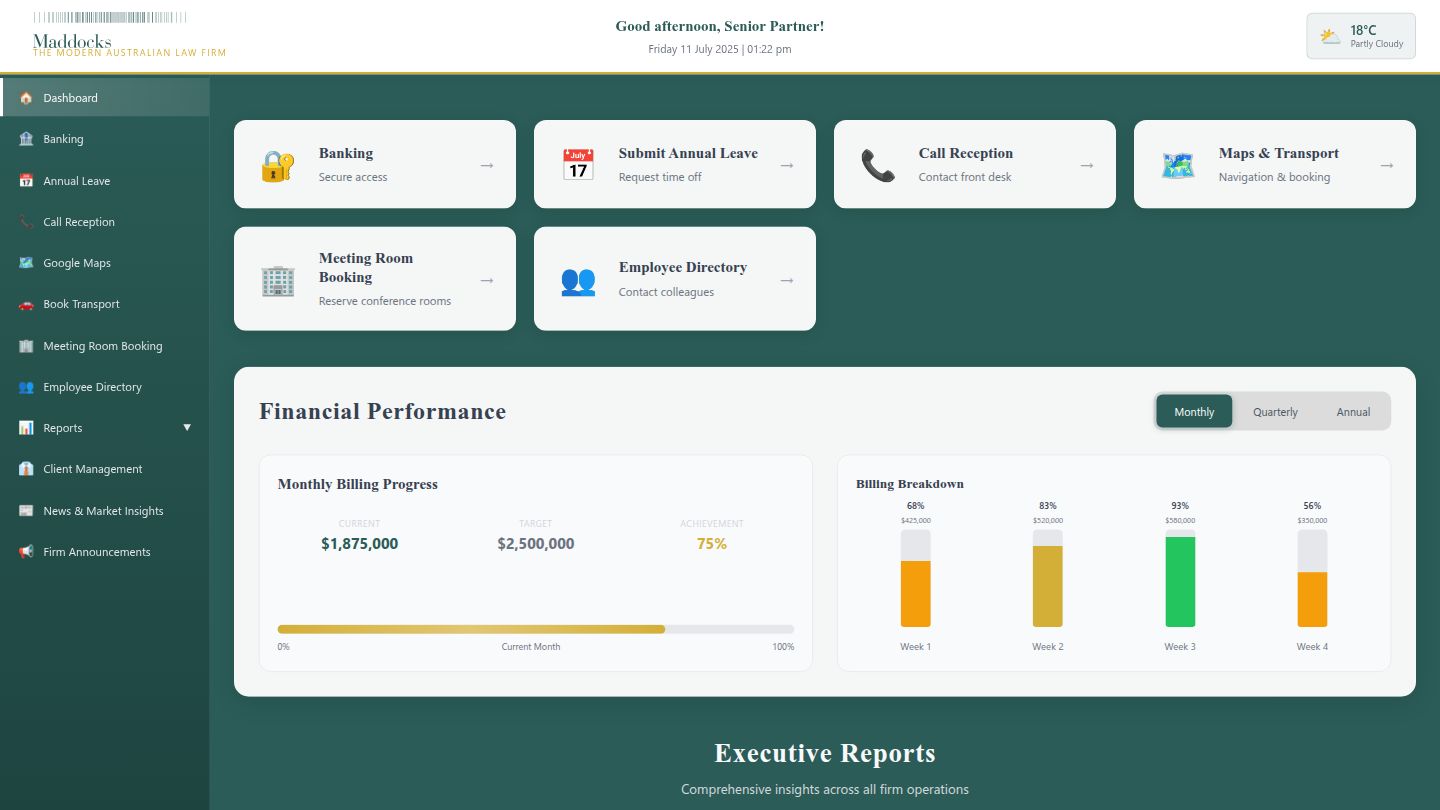 Maddocks
THE MODERN AUSTRALIAN LAW FIRM
Good afternoon, Senior Partner!
Friday 11 July 2025 | 01:22 pm
18°C
Partly Cloudy
Dashboard
Banking
Annual Leave
Call Reception
Google Maps
Book Transport
Meeting Room Booking
Employee Directory
Reports
Client Management
News & Market Insights
Firm Announcements
Banking
Secure access
→
July
17
Submit Annual Leave
Request time off
→
Call Reception
Contact front desk
→
Maps & Transport
Navigation & booking
→
Meeting Room
Booking
Reserve conference rooms
→
Employee Directory
Contact colleagues
→
Financial Performance
Monthly Quarterly Annual
Monthly Billing Progress
CURRENT TARGET ACHIEVEMENT
$1,875,000 $2,500,000 75%
0% Current Month 100%
Billing Breakdown
68% 83% 93% 56%
$425,000 $520,000 $580,000 $350,000
Week 1 Week 2 Week 3 Week 4
Executive Reports
Comprehensive insights across all firm operations